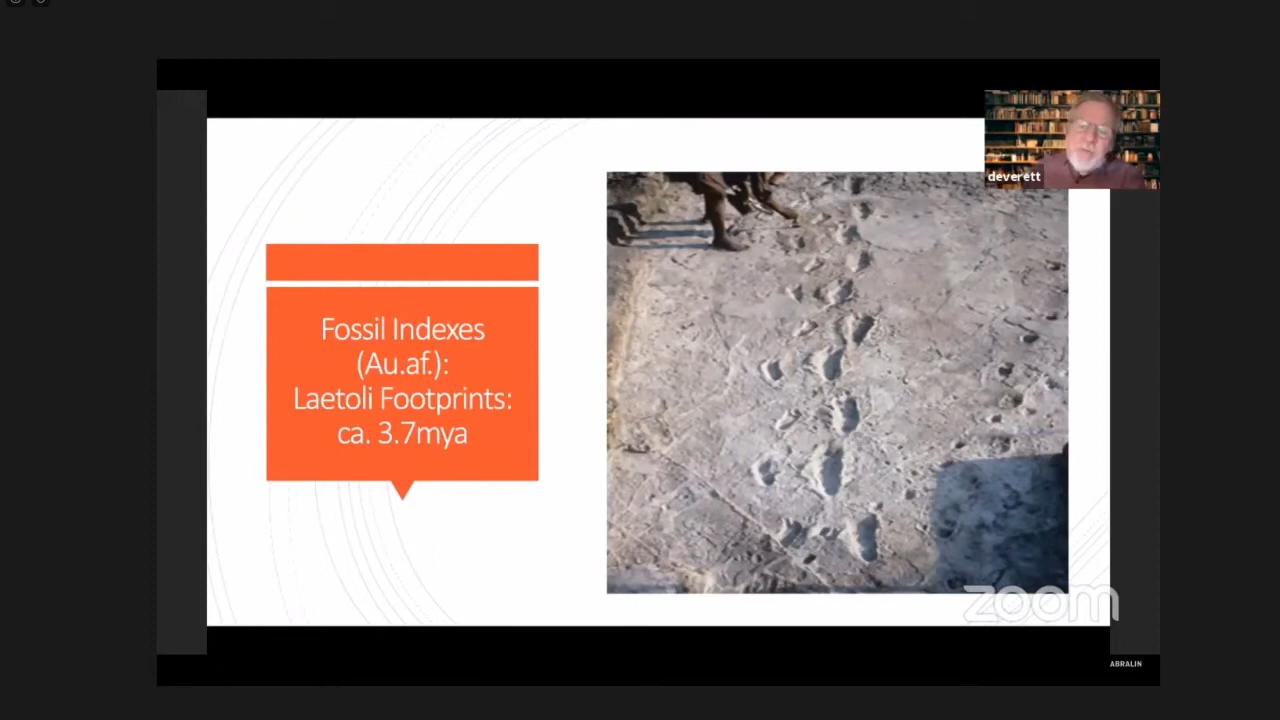 deverett
Fossil Indexes
(Au.af.):
Laetoli Footprints:
ca. 3.7mya
zoom
ABRALIN